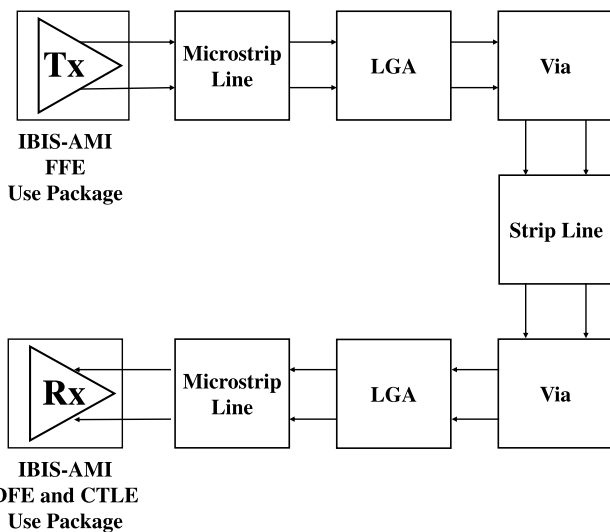 Tx
Microstrip
Line
LGA
Via
IBIS-AMI
FFE
Use Package
Strip Line
Rx
Microstrip
Line
LGA
Via
IBIS-AMI
DFE and CTLE
Use Package